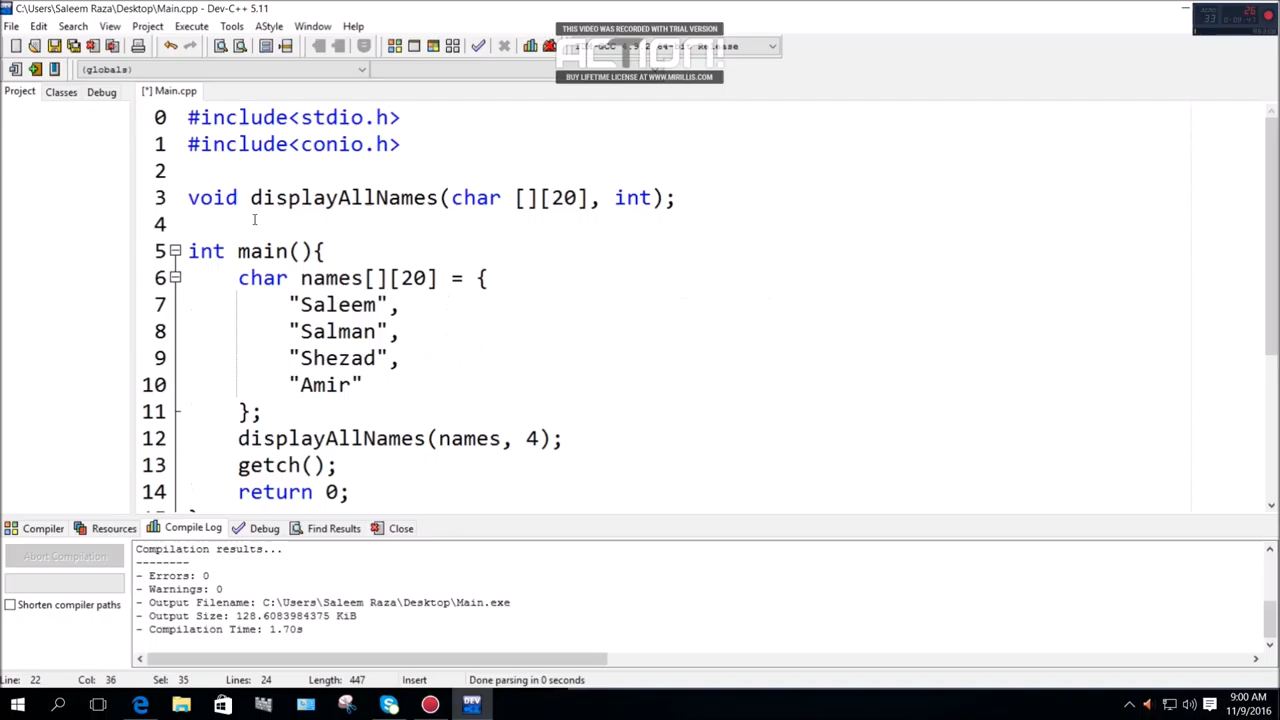 C:\Users\Saleem Raza\Desktop\Main.cpp - Dev-C++ 5.11
File Edit Search View Project Execute Tools AStyle Window Help
THIS VIDEO WAS RECORDED WITH TRIAL VERSION
ACTION!
BUY LIFETIME LICENSE AT WWW.MIRILLIS.COM
64-bit Release
33
26
(globals)
Project Classes Debug
[*] Main.cpp
0 #include<stdio.h>
1 #include<conio.h>
2
3 void displayAllNames(char [][20], int);
4
5 int main(){
6 char names[][20] = {
7 "Saleem",
8 "Salman",
9 "Shezad",
10 "Amir"
11 };
12 displayAllNames(names, 4);
13 getch();
14 return 0;
Compiler Resources Compile Log Debug Find Results Close
Abort Compilation
Shorten compiler paths
Compilation results...
--------
- Errors: 0
- Warnings: 0
- Output Filename: C:\Users\Saleem Raza\Desktop\Main.exe
- Output Size: 128.6083984375 KiB
- Compilation Time: 1.70s
Line: 22 Col: 36 Sel: 35 Lines: 24 Length: 447 Insert Done parsing in 0 seconds
DEV
9:00 AM
11/9/2016